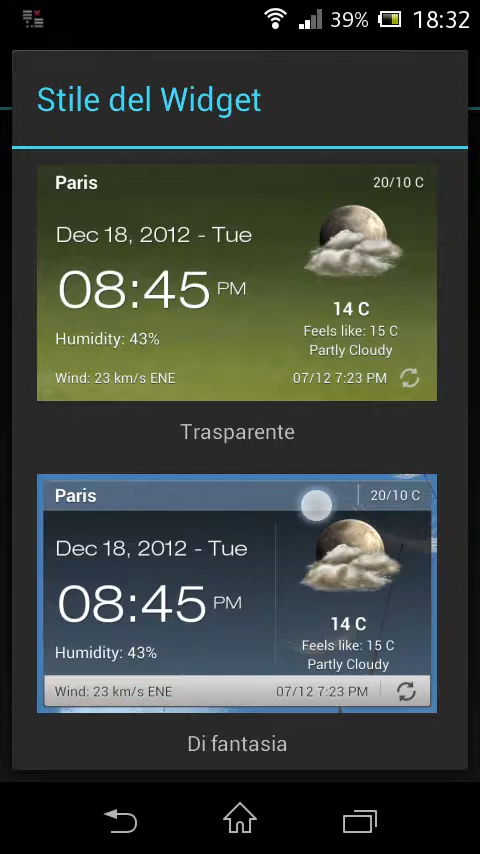 39% 18:32
Stile del Widget
Paris 20/10 C
Dec 18, 2012 - Tue
08:45 PM
14 C
Humidity: 43%
Feels like: 15 C
Partly Cloudy
Wind: 23 km/s ENE 07/12 7:23 PM
Trasparente
Paris 20/10 C
Dec 18, 2012 - Tue
08:45 PM
14 C
Humidity: 43%
Feels like: 15 C
Partly Cloudy
Wind: 23 km/s ENE 07/12 7:23 PM
Di fantasia